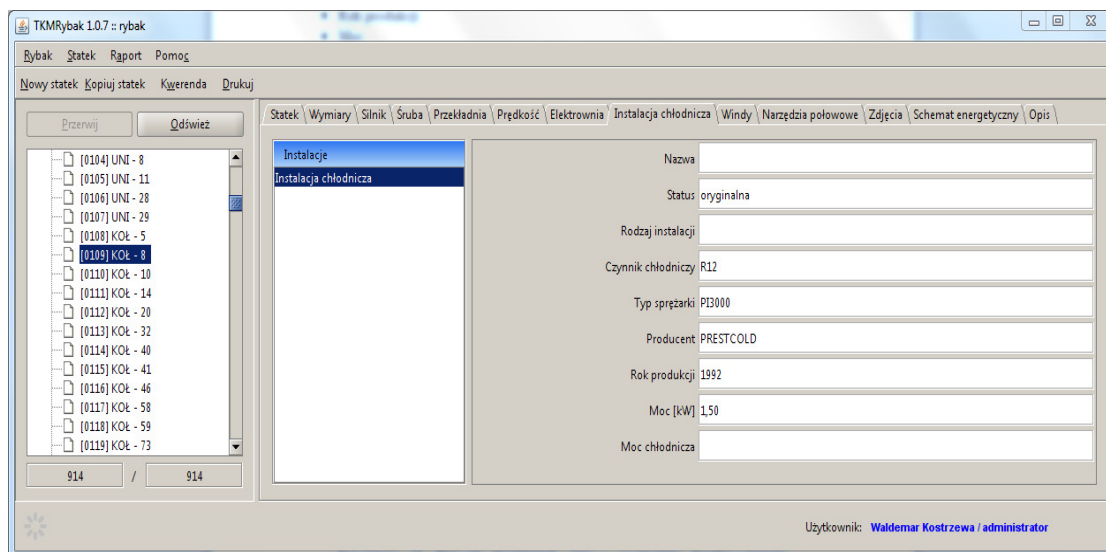 Rok produkcji
Moc
TKMRybak 1.0.7 :: rybak
Rybak Statek Raport Pomoc
Nowy statek Kopiuj statek Kwerenda Drukuj
Przerwij Odśwież
Statek Wymiary Silnik Śruba Przekładnia Prędkość Elektrownia Instalacja chłodnicza Windy Narzędzia połowowe Zdjęcia Schemat energetyczny Opis
[0104] UNI - 8
[0105] UNI - 11
[0106] UNI - 28
[0107] UNI - 29
[0108] KOŁ - 5
[0109] KOŁ - 8
[0110] KOŁ - 10
[0111] KOŁ - 14
[0112] KOŁ - 20
[0113] KOŁ - 32
[0114] KOŁ - 40
[0115] KOŁ - 41
[0116] KOŁ - 46
[0117] KOŁ - 58
[0118] KOŁ - 59
[0119] KOŁ - 73
914 / 914
Instalacje
Instalacja chłodnicza
Nazwa
Status oryginalna
Rodzaj instalacji
Czynnik chłodniczy R12
Typ sprężarki PI3000
Producent PRESTCOLD
Rok produkcji 1992
Moc [kW] 1,50
Moc chłodnicza
Użytkownik: Waldemar Kostrzewa / administrator